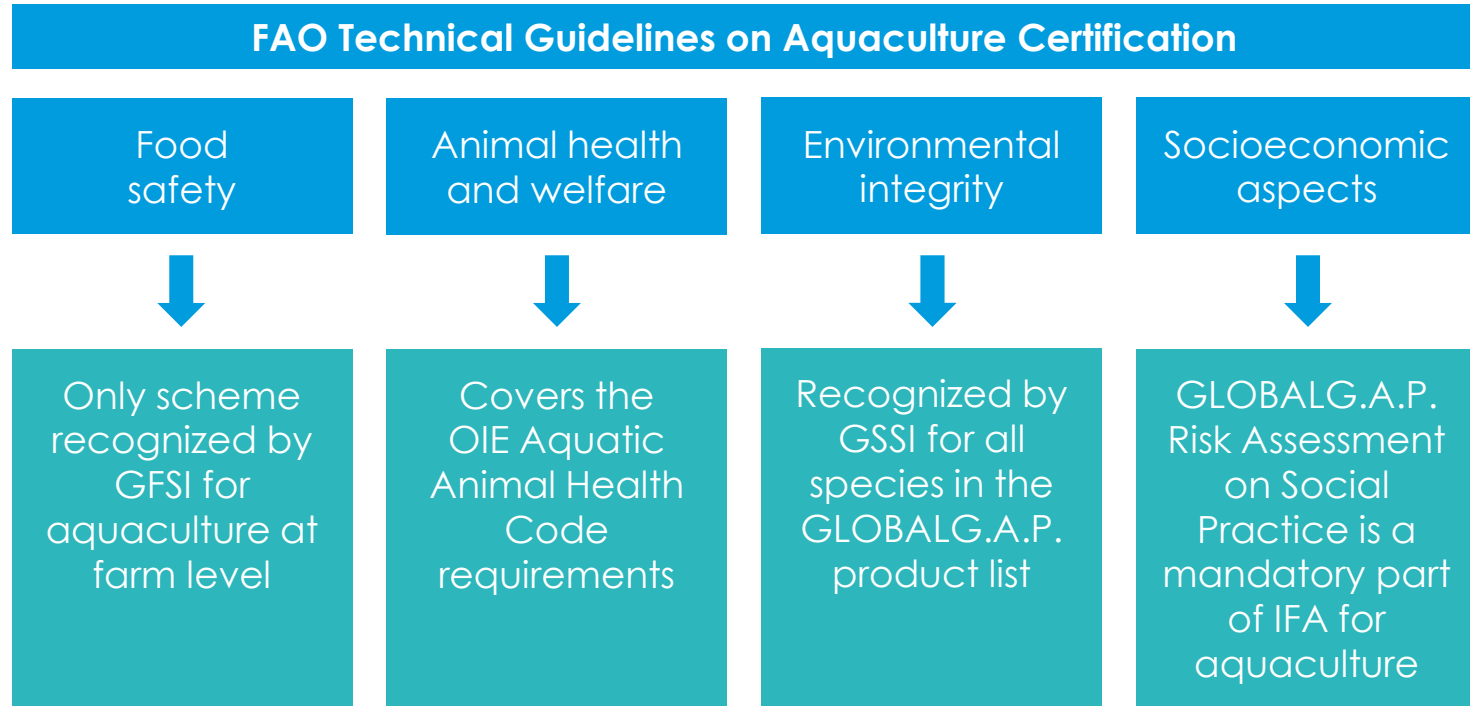 FAO Technical Guidelines on Aquaculture Certification
Food
safety
Animal health
and welfare
Environmental
integrity
Socioeconomic
aspects
Only scheme
recognized by
GFSI for
aquaculture at
farm level
Covers the
OIE Aquatic
Animal Health
Code
requirements
Recognized by
GSSI for all
species in the
GLOBALG.A.P.
product list
GLOBALG.A.P.
Risk Assessment
on Social
Practice is a
mandatory part
of IFA for
aquaculture